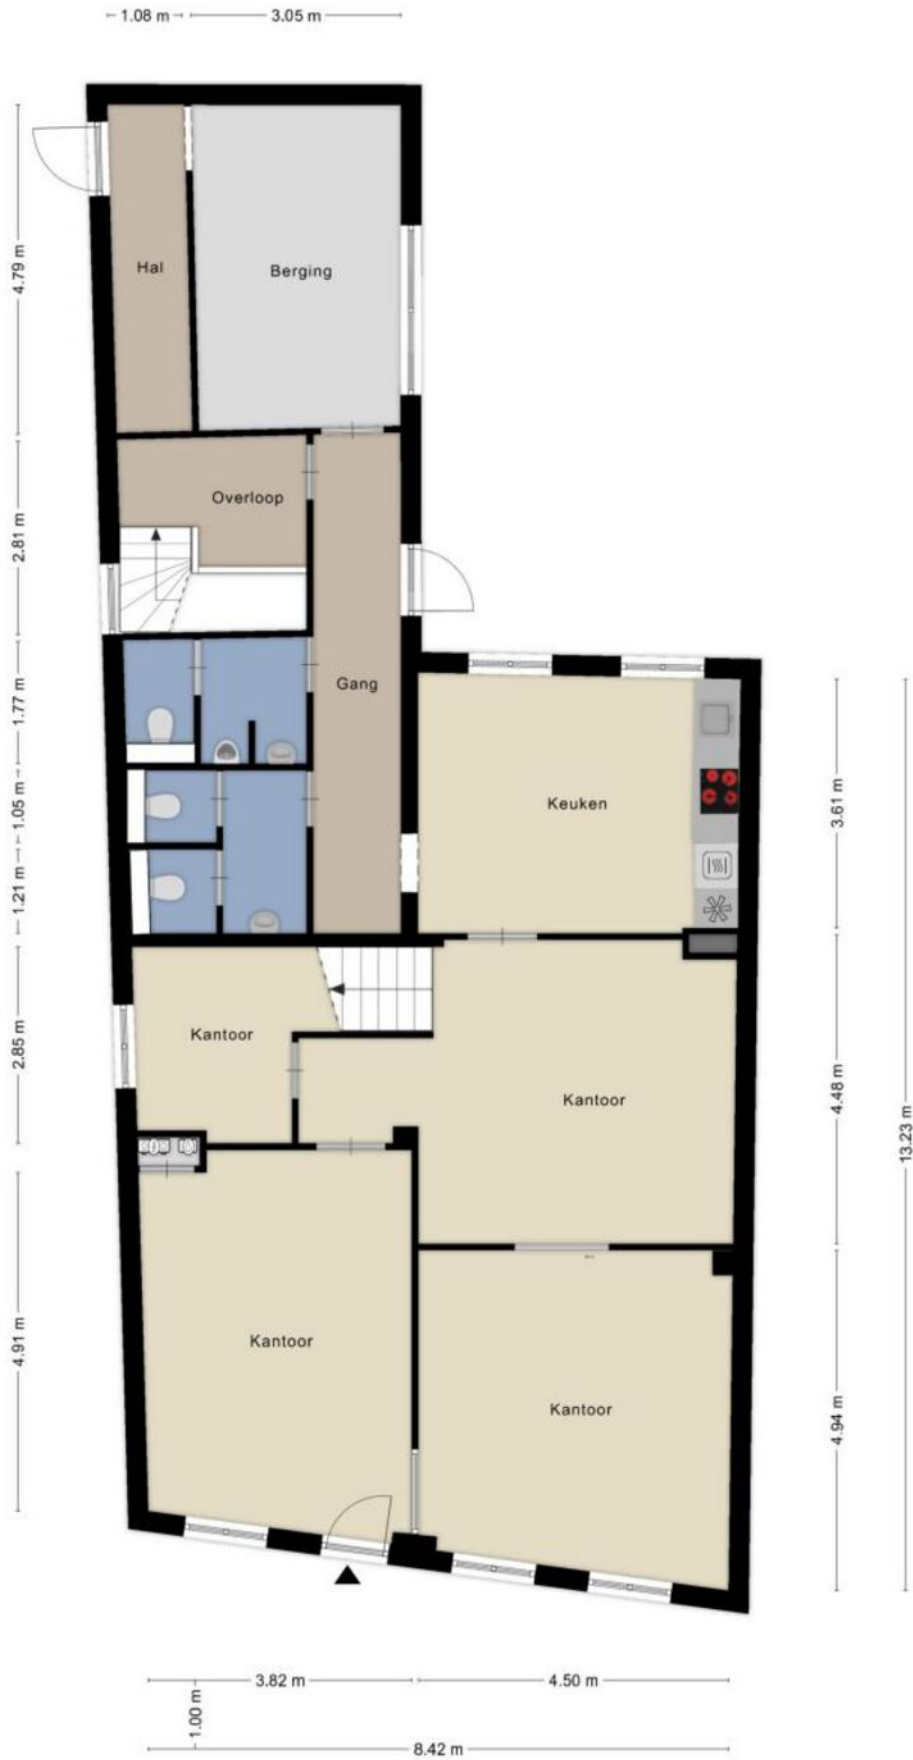 1.08 m
3.05 m
4.79 m
Hal
Berging
2.81 m
Overloop
1.77 m
Gang
1.05 m
Keuken
3.61 m
1.21 m
2.85 m
Kantoor
Kantoor
4.48 m
13.23 m
4.91 m
Kantoor
Kantoor
4.94 m
3.82 m
4.50 m
1.00 m
8.42 m